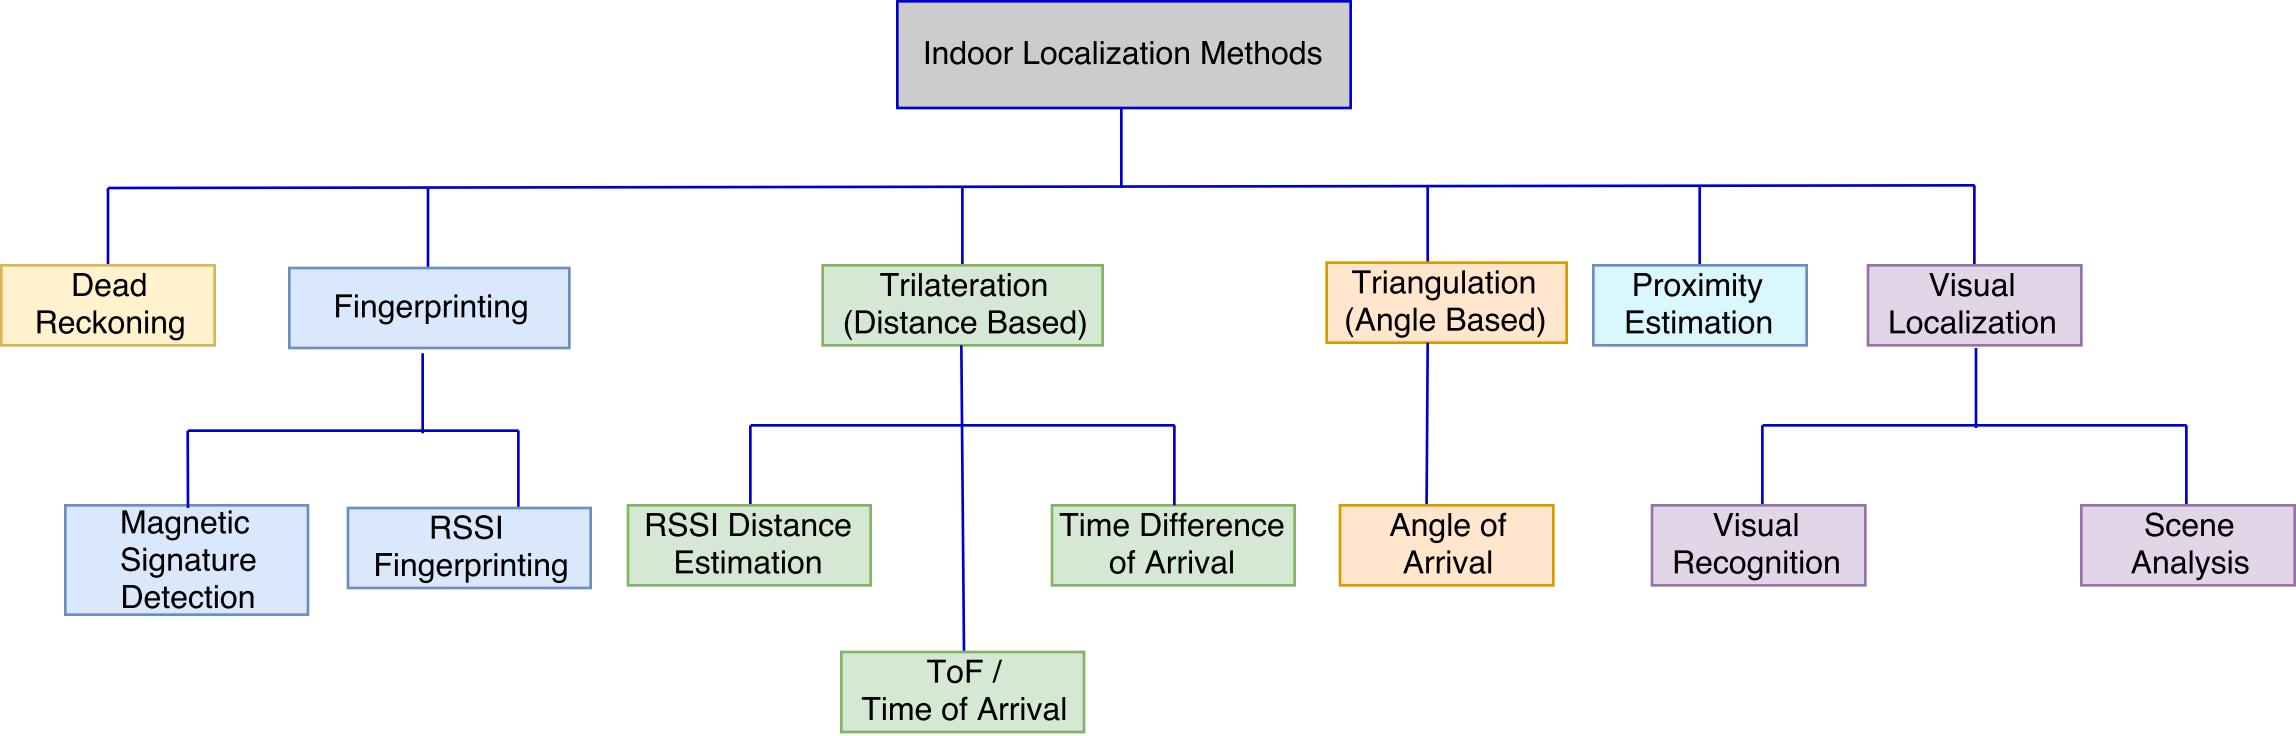 Indoor Localization Methods
Dead
Reckoning
Fingerprinting
Trilateration
(Distance Based)
Triangulation
(Angle Based)
Proximity
Estimation
Visual
Localization
Magnetic
Signature
Detection
RSSI
Fingerprinting
RSSI Distance
Estimation
Time Difference
of Arrival
Angle of
Arrival
Visual
Recognition
Scene
Analysis
ToF /
Time of Arrival